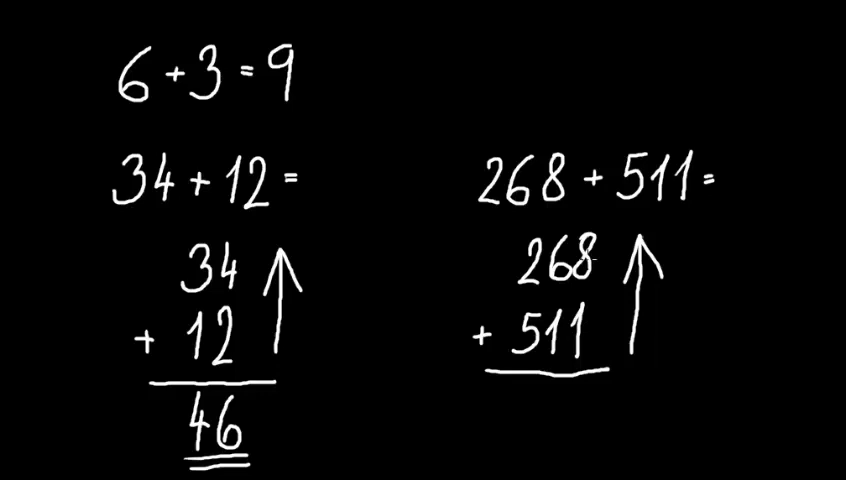 6 + 3 = 9
34 + 12 =
34
+ 12
46
268 + 511 =
268
+ 511